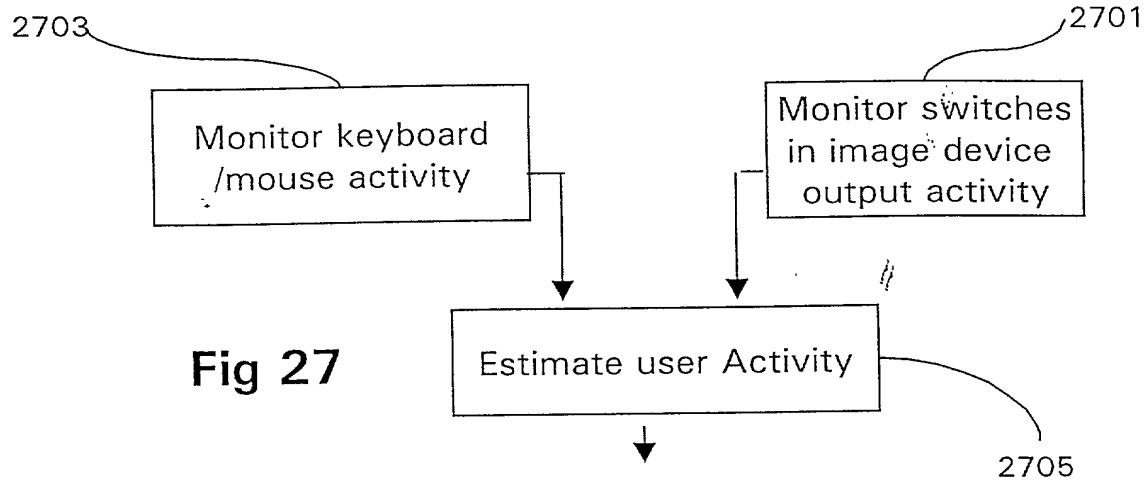 2703
2701
Monitor keyboard
/mouse activity
Monitor switches
in image device
output activity
Fig 27
Estimate user Activity
2705